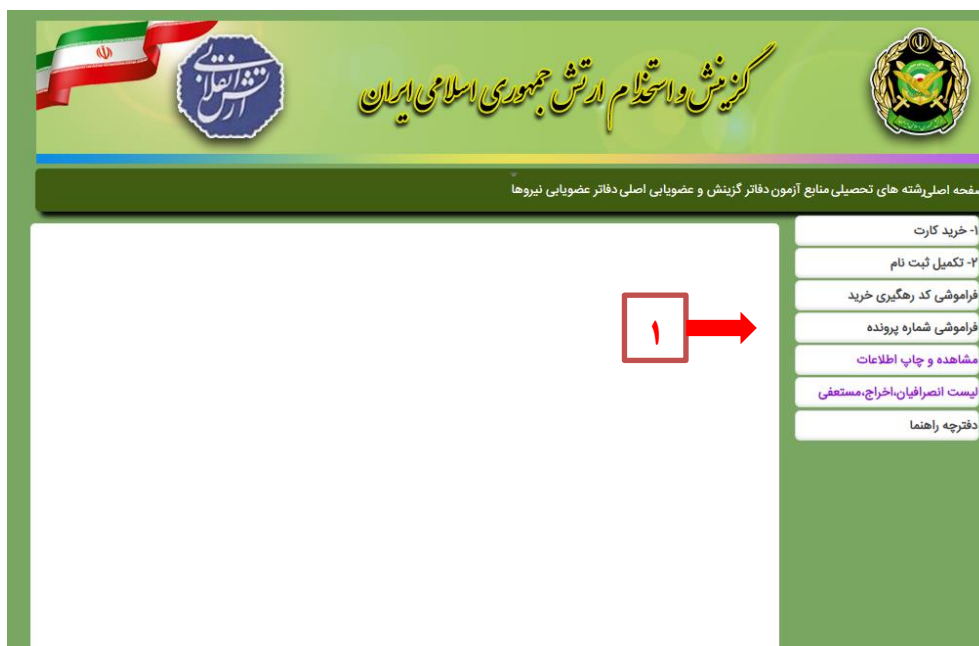 گزینش و استخدام ارتش جمهوری اسلامی ایران
ارتش انقلابی
صفحه اصلی رشته های تحصیلی منابع آزمون دفاتر گزینش و عضویابی اصلی دفاتر عضویابی نیروها
۱- خرید کارت
۲- تکمیل ثبت نام
فراموشی کد رهگیری خرید
فراموشی شماره پرونده
مشاهده و چاپ اطلاعات
لیست انصرافیان،اخراج،مستعفی
دفترچه راهنما
۱